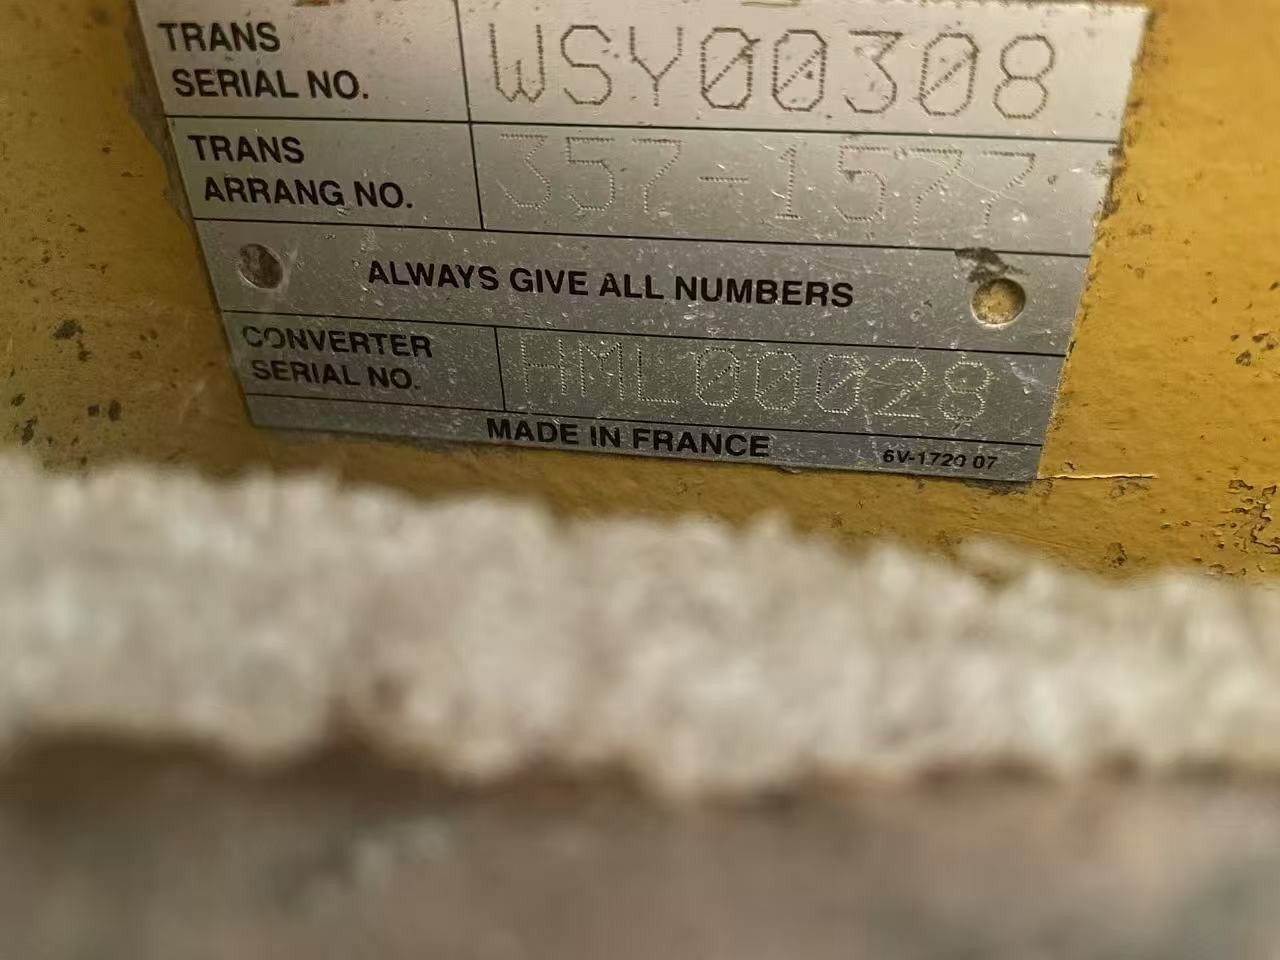 TRANS SERIAL NO. WSY00308
TRANS ARRANG NO. 357-1577
ALWAYS GIVE ALL NUMBERS
CONVERTER SERIAL NO. HML00028
MADE IN FRANCE 6V-1720 07